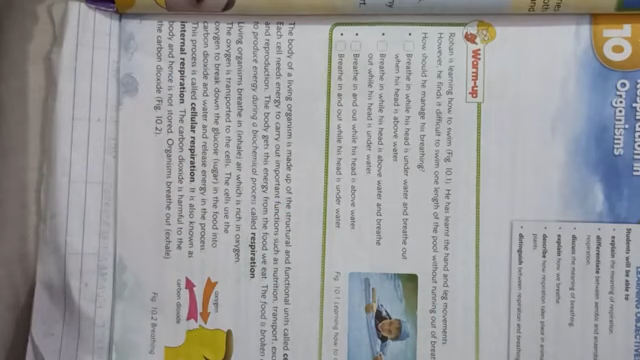 10
Respiration in
Organisms
Students will be able to
• explain the meaning of respiration.
• differentiate between aerobic and
respiration.
• discuss the meaning of breathing.
• explain how we breathe.
• describe how respiration takes place in
plants.
• distinguish between respiration and
Warm-up
Rohan is learning how to swim (Fig. 10.1). He has learnt the hand and leg movements.
However, he finds it difficult to swim one length of the pool without running out of
How should he manage his breathing?
• Breathe in while his head is under water and breathe out
when his head is above water.
• Breathe in while his head is above water and breathe
out while his head is under water.
• Breathe in and out while his head is above water.
• Breathe in and out while his head is under water.
Fig. 10.1 Learning how to
The body of a living organism is made up of the structural and functional units called
Each cell needs energy to carry out important functions such as nutrition, transport,
and reproduction. The body gets this energy from the food we eat. The food is broken
to produce energy during a biochemical process called respiration.
Living organisms breathe in (inhale) air which is rich in oxygen.
The oxygen is transported to the cells. The cells use the
oxygen to break down the glucose (sugar) in the food into
carbon dioxide and water and release energy in the process.
This process is called cellular respiration. It is also known as
internal respiration. The carbon dioxide is harmful to the
body and hence is not stored. Organisms breathe out (exhale)
the carbon dioxide (Fig. 10.2).
oxygen
carbon dioxide
Fig. 10.2 Breathing